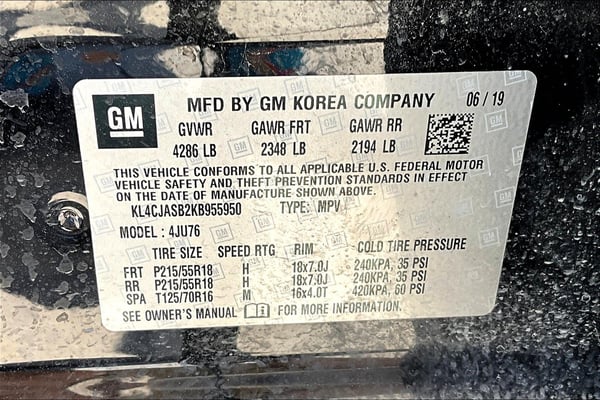 GM MFD BY GM KOREA COMPANY 06 / 19
GVWR GAWR FRT GAWR RR
4286 LB 2348 LB 2194 LB
THIS VEHICLE CONFORMS TO ALL APPLICABLE U.S. FEDERAL MOTOR
VEHICLE SAFETY AND THEFT PREVENTION STANDARDS IN EFFECT
ON THE DATE OF MANUFACTURE SHOWN ABOVE.
KL4CJASB2KB955950 TYPE: MPV
MODEL: 4JU76
TIRE SIZE SPEED RTG RIM COLD TIRE PRESSURE
FRT P215/55R18 H 18x7.0J 240KPA, 35 PSI
RR P215/55R18 H 18x7.0J 240KPA, 35 PSI
SPA T125/70R16 M 16x4.0T 420KPA, 60 PSI
SEE OWNER'S MANUAL FOR MORE INFORMATION.